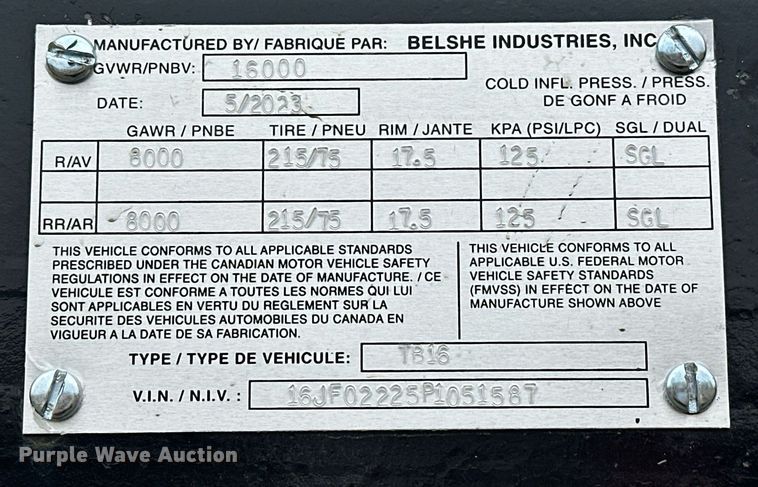 MANUFACTURED BY/ FABRIQUE PAR: BELSHE INDUSTRIES, INC
GVWR/PNBV: 16000
COLD INFL. PRESS. / PRESS.
DE GONF A FROID
DATE: 5/2023
GAWR / PNBE TIRE / PNEU RIM / JANTE KPA (PSI/LPC) SGL / DUAL
R/AV 8000 215/75 17.5 125 SGL
RR/AR 8000 215/75 17.5 125 SGL
THIS VEHICLE CONFORMS TO ALL APPLICABLE STANDARDS
PRESCRIBED UNDER THE CANADIAN MOTOR VEHICLE SAFETY
REGULATIONS IN EFFECT ON THE DATE OF MANUFACTURE. / CE
VEHICULE EST CONFORME A TOUTES LES NORMES QUI LUI
SONT APPLICABLES EN VERTU DU REGLEMENT SUR LA
SECURITE DES VEHICULES AUTOMOBILES DU CANADA EN
VIGUEUR A LA DATE DE SA FABRICATION.
THIS VEHICLE CONFORMS TO ALL
APPLICABLE U.S. FEDERAL MOTOR
VEHICLE SAFETY STANDARDS
(FMVSS) IN EFFECT ON THE DATE OF
MANUFACTURE SHOWN ABOVE
TYPE / TYPE DE VEHICULE: TB16
V.I.N. / N.I.V. : 16JF02225P1051587
Purple Wave Auction